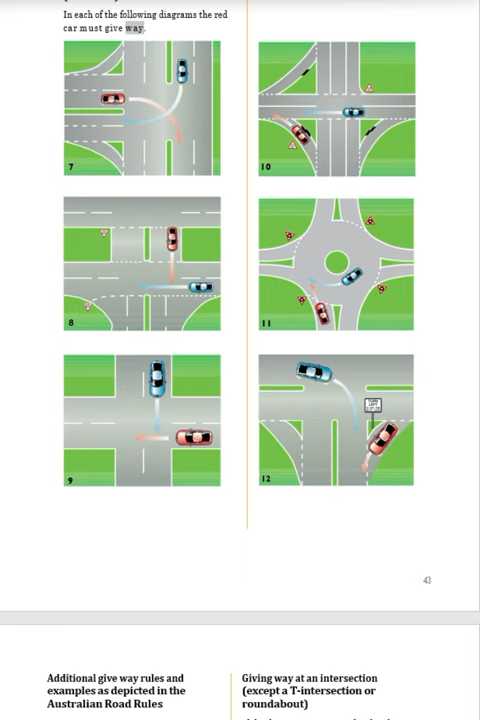 In each of the following diagrams the red
car must give way.
7
10
8
11
9
12
43
Additional give way rules and
examples as depicted in the
Australian Road Rules
Giving way at an intersection
(except a T-intersection or
roundabout)